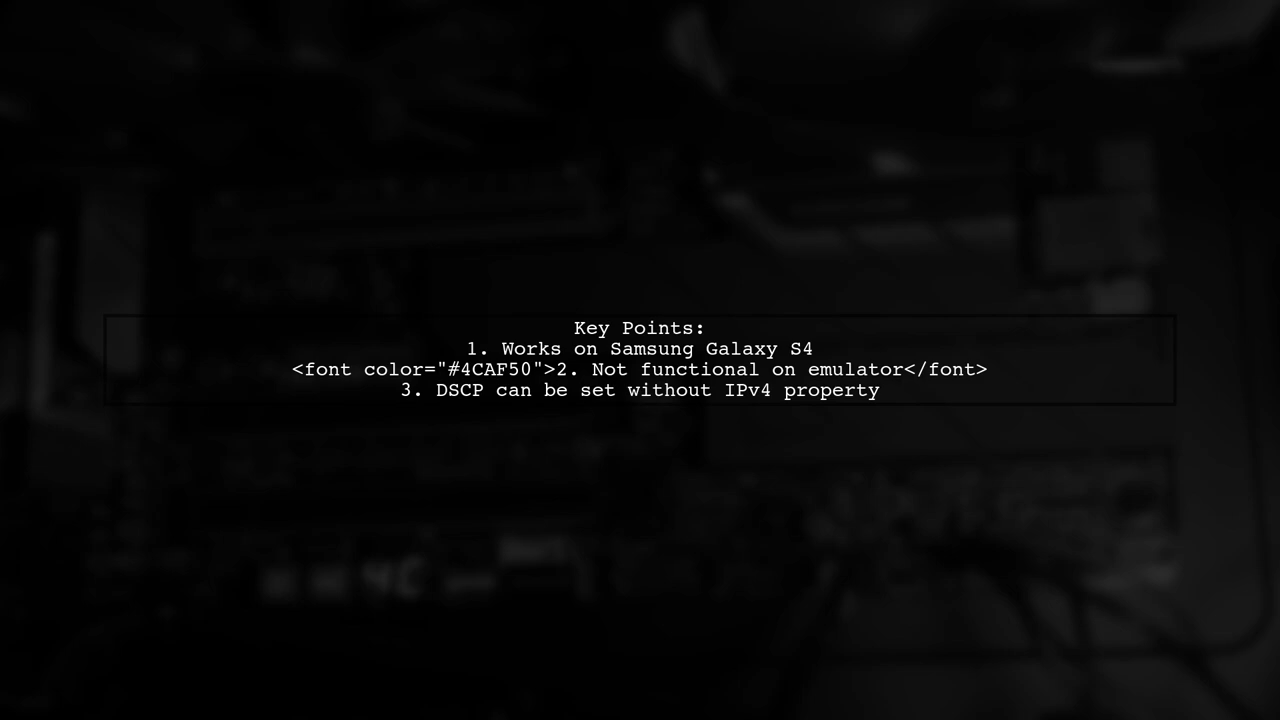 Key Points:
1. Works on Samsung Galaxy S4
<font color="#4CAF50">2. Not functional on emulator</font>
3. DSCP can be set without IPv4 property